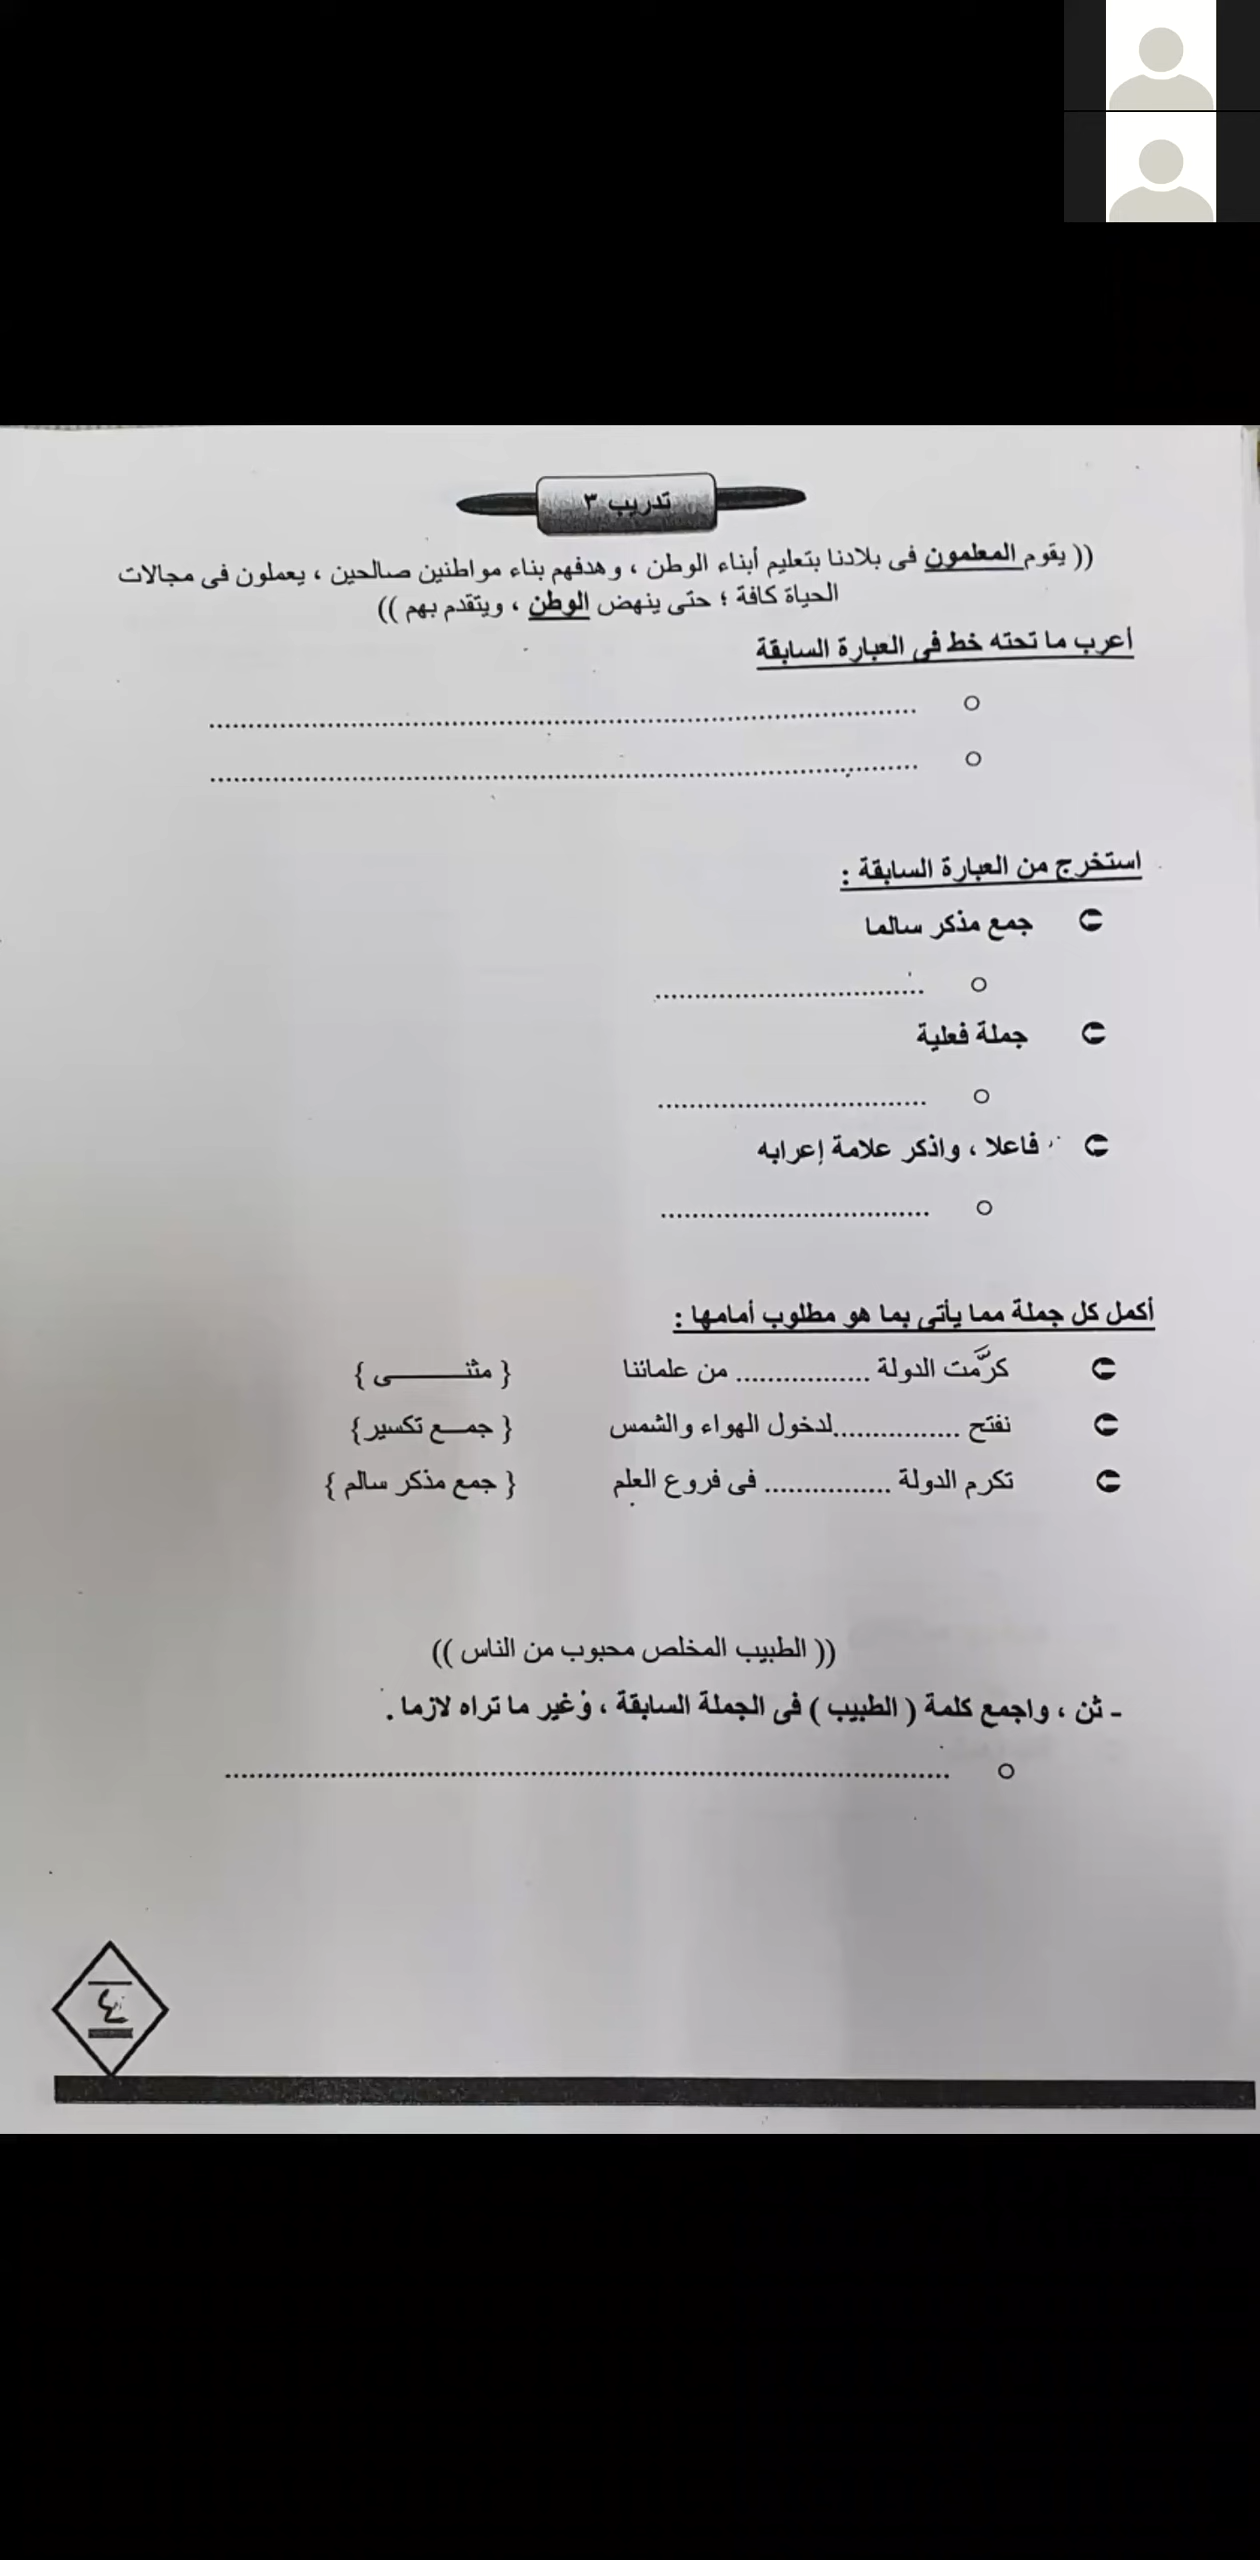 تدريب ٣
(( يقوم المعلمون فى بلادنا بتعليم أبناء الوطن ، وهدفهم بناء مواطنين صالحين ، يعملون فى مجالات
الحياة كافة ؛ حتى ينهض الوطن ، ويتقدم بهم ))
أعرب ما تحته خط فى العبارة السابقة
○ ................................................
○ ................................................
استخرج من العبارة السابقة :
جمع مذكر سالما
○ ................................
جملة فعلية
○ ................................
فاعلا ، واذكر علامة إعرابه
○ ................................
أكمل كل جملة مما يأتى بما هو مطلوب أمامها :
كرَّمت الدولة ................ من علمائنا { مثنـــــى }
نفتح ................لدخول الهواء والشمس { جمـــع تكسير}
تكرم الدولة ................ فى فروع العلم { جمع مذكر سالم }
(( الطبيب المخلص محبوب من الناس ))
- ثن ، واجمع كلمة ( الطبيب ) فى الجملة السابقة ، وغير ما تراه لازما .
○ ................................................
٤